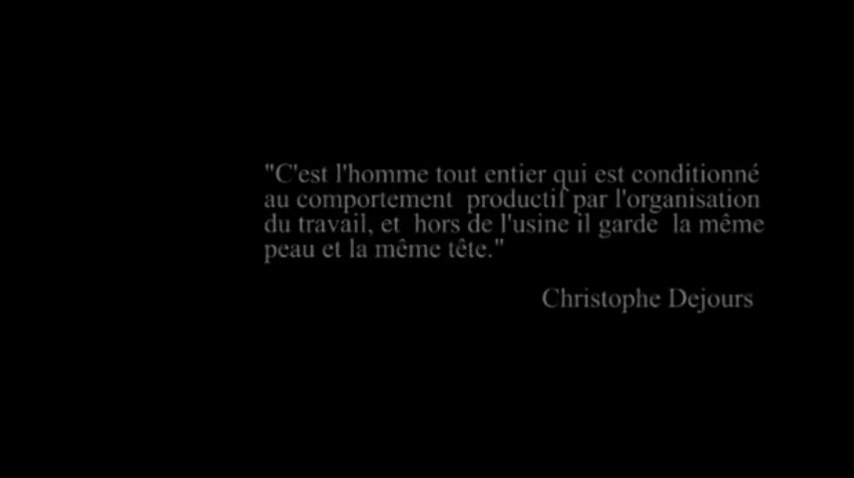 "C'est l'homme tout entier qui est conditionné
au comportement  productif par l'organisation
du travail, et  hors de l'usine il garde  la même
peau et la même tête."
Christophe Dejours